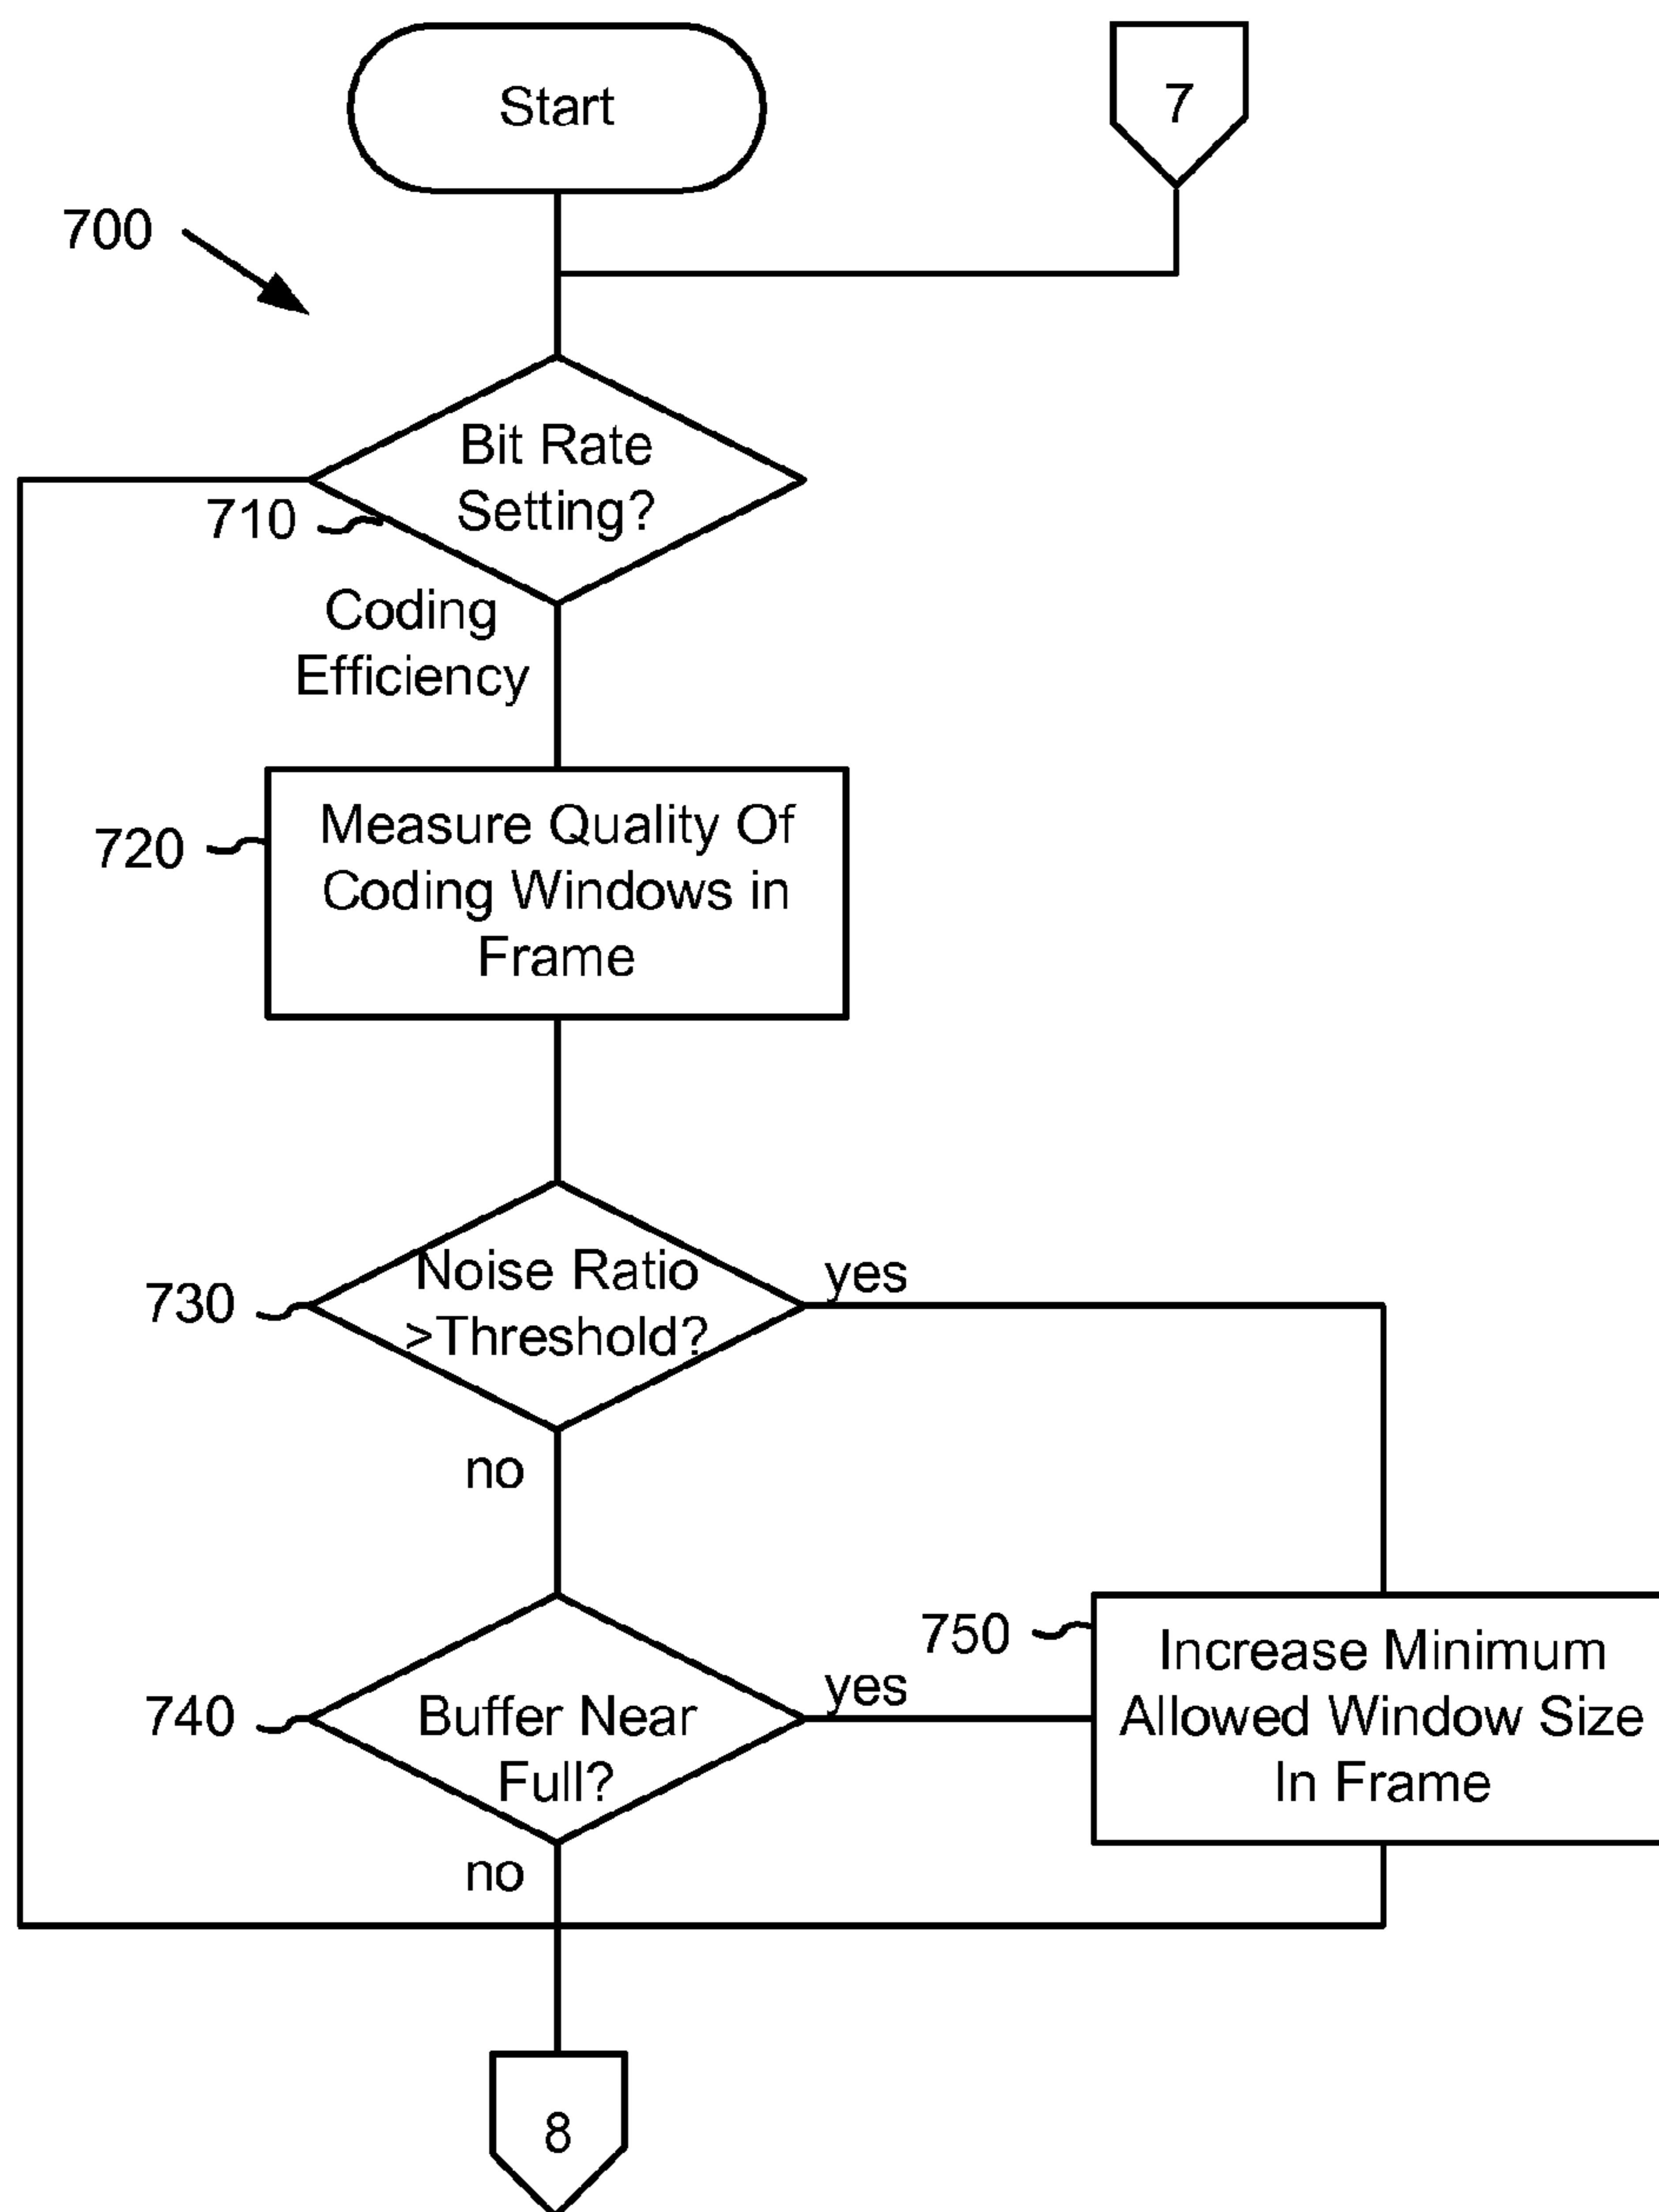 Start
7
700
Bit Rate
Setting?
710
Coding
Efficiency
720
Measure Quality Of
Coding Windows in
Frame
730
Noise Ratio
>Threshold?
yes
no
740
Buffer Near
Full?
yes
750
Increase Minimum
Allowed Window Size
In Frame
no
8